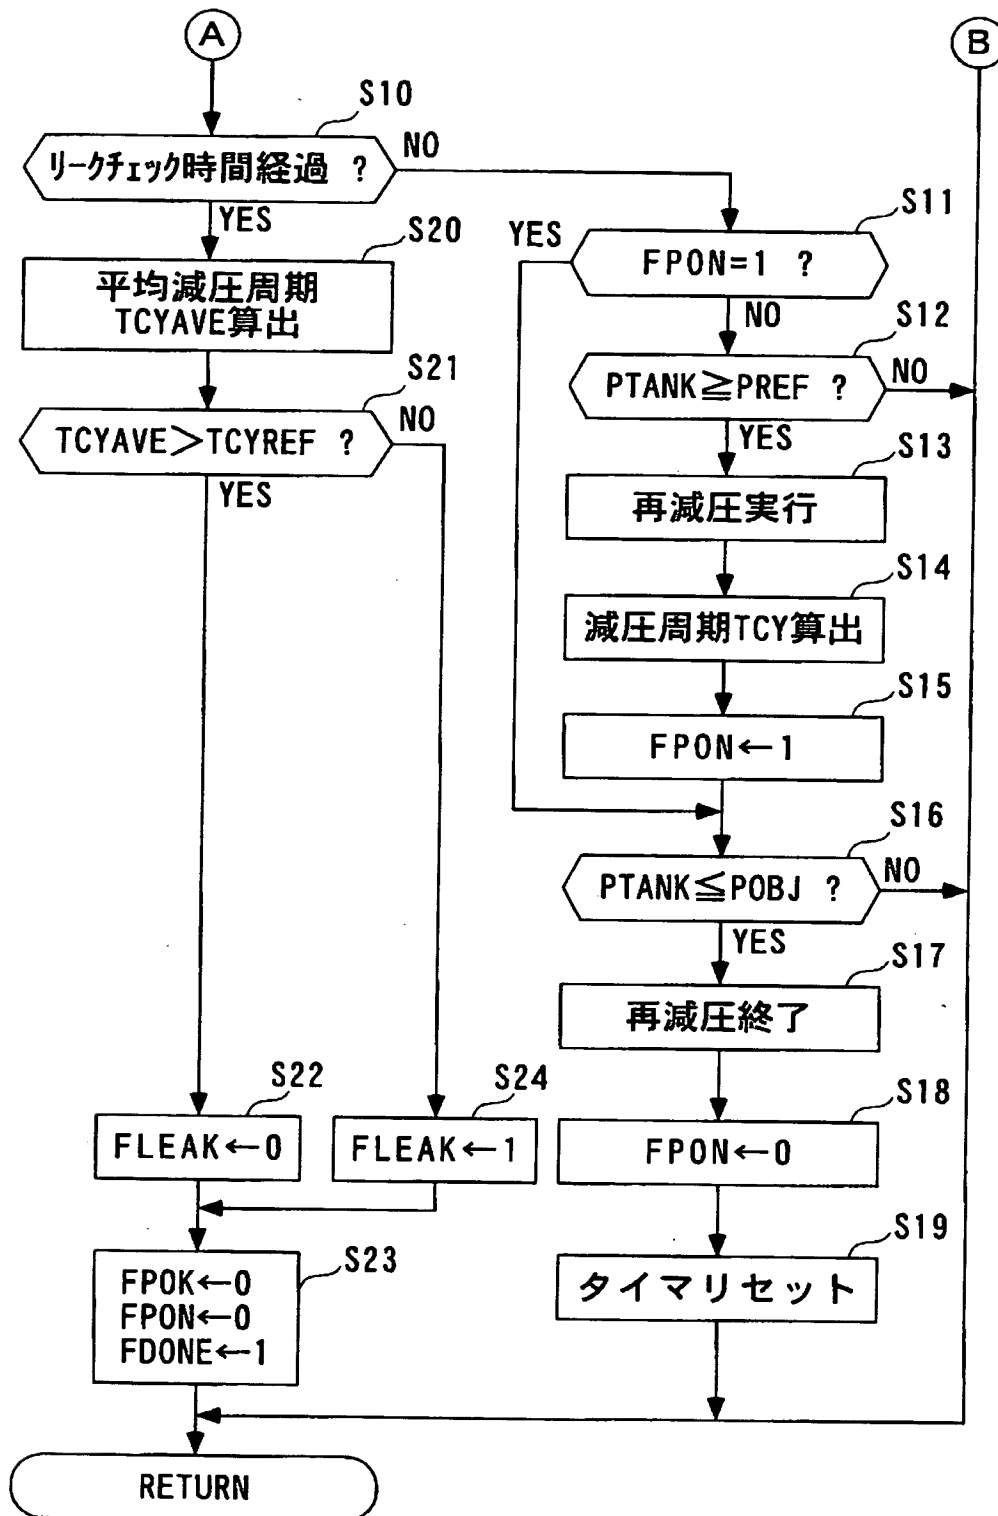 A
B
S10
リークチェック時間経過 ?
NO
YES
S11
FPON=1 ?
YES
NO
S20
平均減圧周期
TCYAVE算出
S12
PTANK≧PREF ?
NO
YES
S21
TCYAVE>TCYREF ?
NO
YES
S13
再減圧実行
S14
減圧周期TCY算出
S15
FPON←1
S16
PTANK≦POBJ ?
NO
YES
S17
再減圧終了
S22
FLEAK←0
S24
FLEAK←1
S18
FPON←0
S23
FPOK←0
FPON←0
FDONE←1
S19
タイマリセット
RETURN